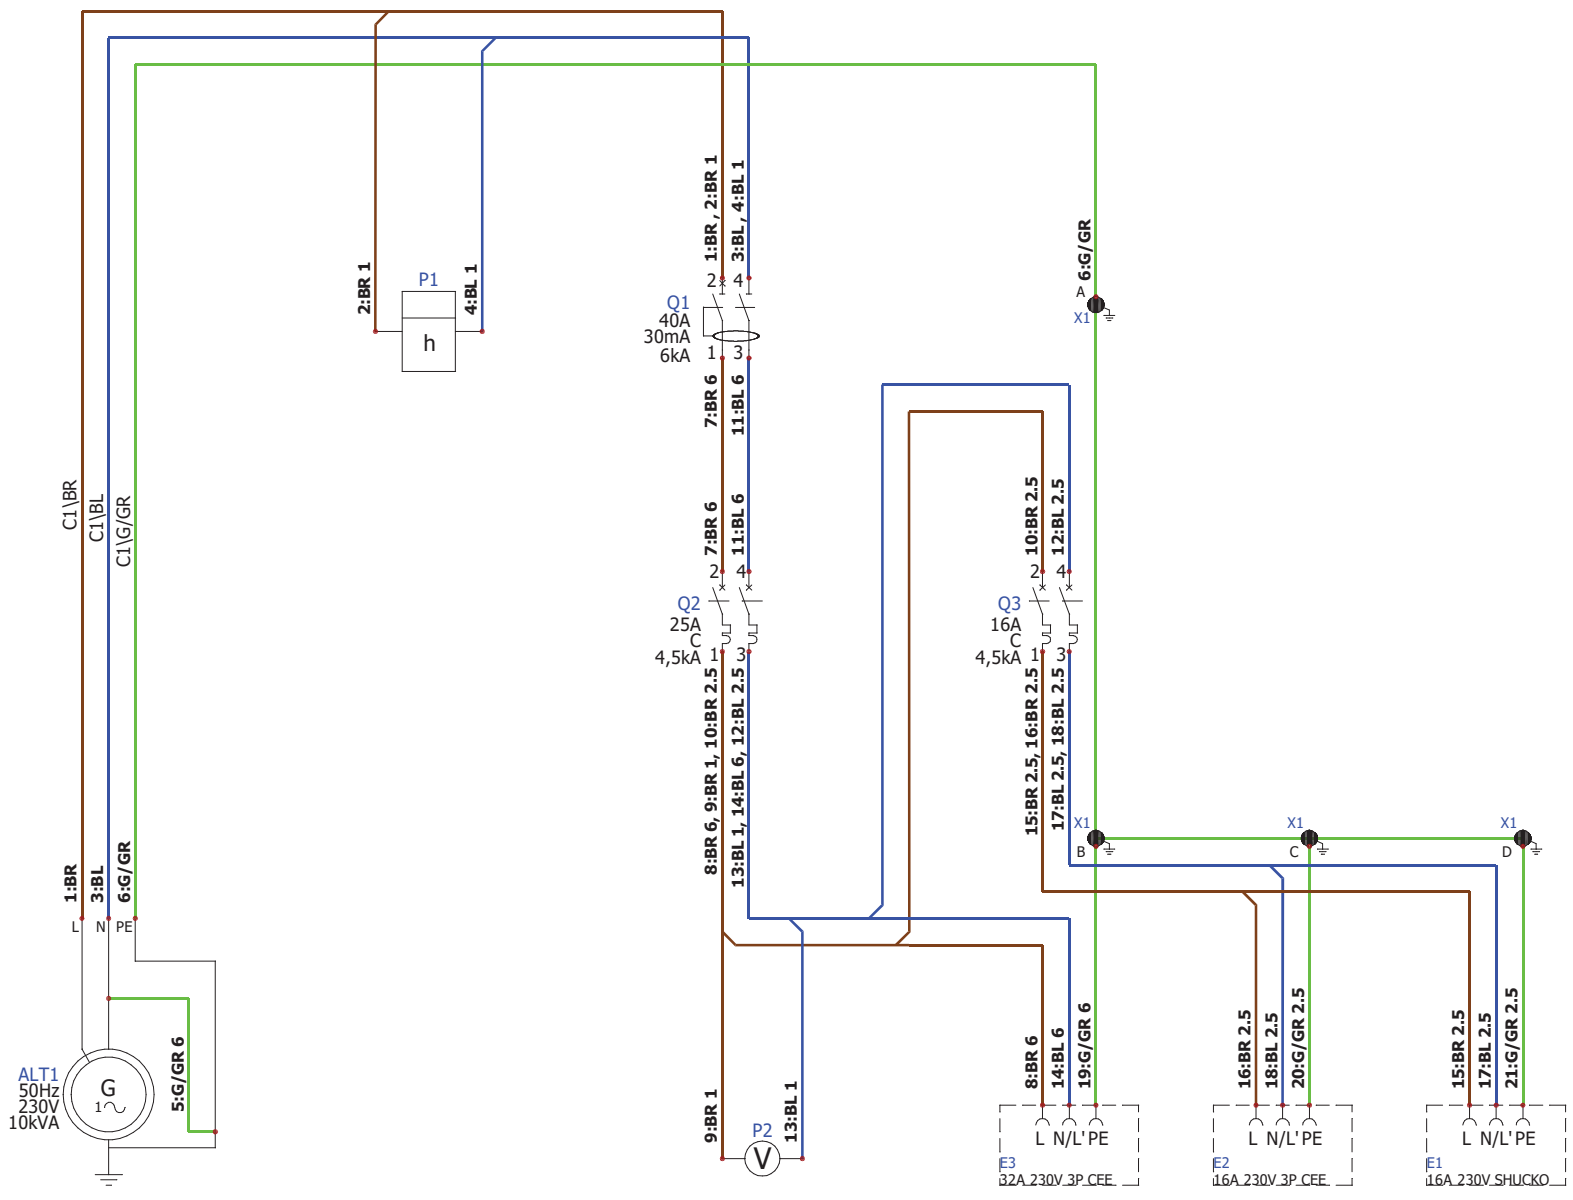 1:BR , 2:BR 1
3:BL , 4:BL 1
6:G/GR
A
X1
2:BR 1
P1
h
4:BL 1
2
4
Q1
40A
30mA
6kA
1
3
7:BR 6
11:BL 6
C1\BR
C1\BL
C1\G/GR
7:BR 6
11:BL 6
10:BR 2.5
12:BL 2.5
2
4
Q2
25A
C
4,5kA
1
3
2
4
Q3
16A
C
4,5kA
1
3
8:BR 6, 9:BR 1, 10:BR 2.5
13:BL 1, 14:BL 6, 12:BL 2.5
15:BR 2.5, 16:BR 2.5
17:BL 2.5, 18:BL 2.5
X1
B
X1
C
X1
D
1:BR
3:BL
6:G/GR
L
N
PE
ALT1
50Hz
230V
10kVA
G
1
5:G/GR 6
9:BR 1
P2
V
13:BL 1
8:BR 6
14:BL 6
19:G/GR 6
L N/L' PE
E3
32A 230V 3P CEE
16:BR 2.5
18:BL 2.5
20:G/GR 2.5
L N/L' PE
E2
16A 230V 3P CEE
15:BR 2.5
17:BL 2.5
21:G/GR 2.5
L N/L' PE
E1
16A 230V SHUCKO